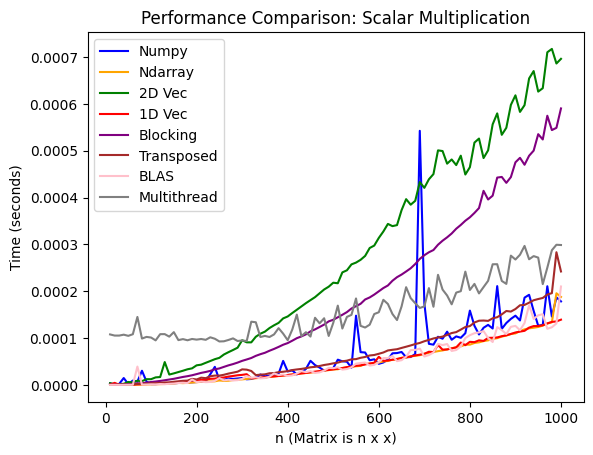 Performance Comparison: Scalar Multiplication
Numpy
Ndarray
2D Vec
1D Vec
Blocking
Transposed
BLAS
Multithread
Time (seconds)
0.0007
0.0006
0.0005
0.0004
0.0003
0.0002
0.0001
0.0000
0
200
400
600
800
1000
n (Matrix is n x x)